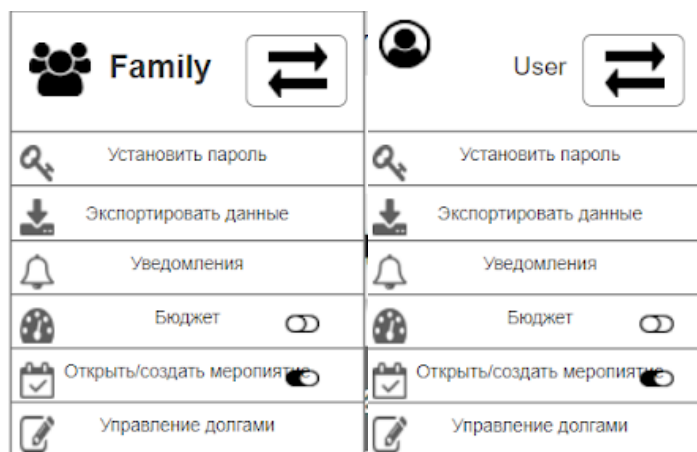 Family
Установить пароль
Экспортировать данные
Уведомления
Бюджет
Открыть/создать меропиятие
Управление долгами
User
Установить пароль
Экспортировать данные
Уведомления
Бюджет
Открыть/создать меропиятие
Управление долгами